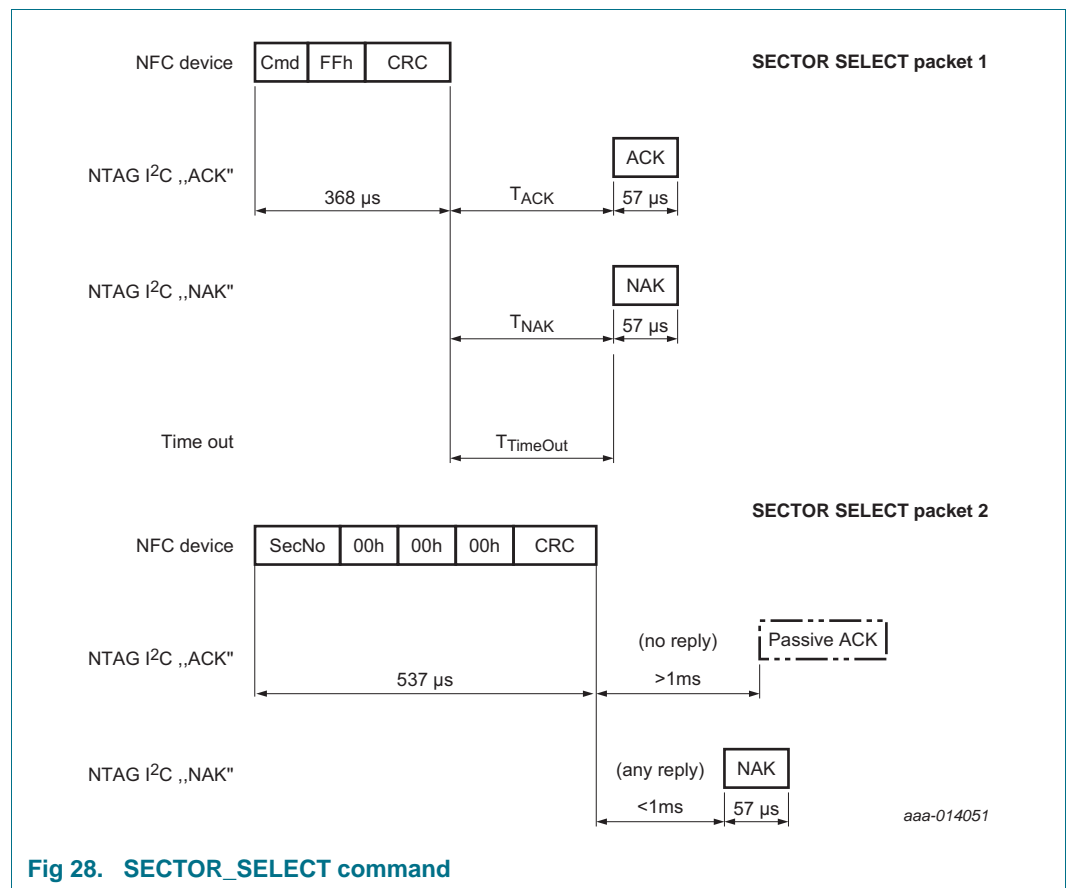 NFC device Cmd FFh CRC SECTOR SELECT packet 1
NTAG I2C ,,ACK" ACK
368 μs TACK 57 μs
NTAG I2C ,,NAK" NAK
TNAK 57 μs
Time out TTimeOut
SECTOR SELECT packet 2
NFC device SecNo 00h 00h 00h CRC
NTAG I2C ,,ACK" (no reply) Passive ACK
537 μs >1ms
NTAG I2C ,,NAK" (any reply) NAK
<1ms 57 μs aaa-014051
Fig 28. SECTOR_SELECT command